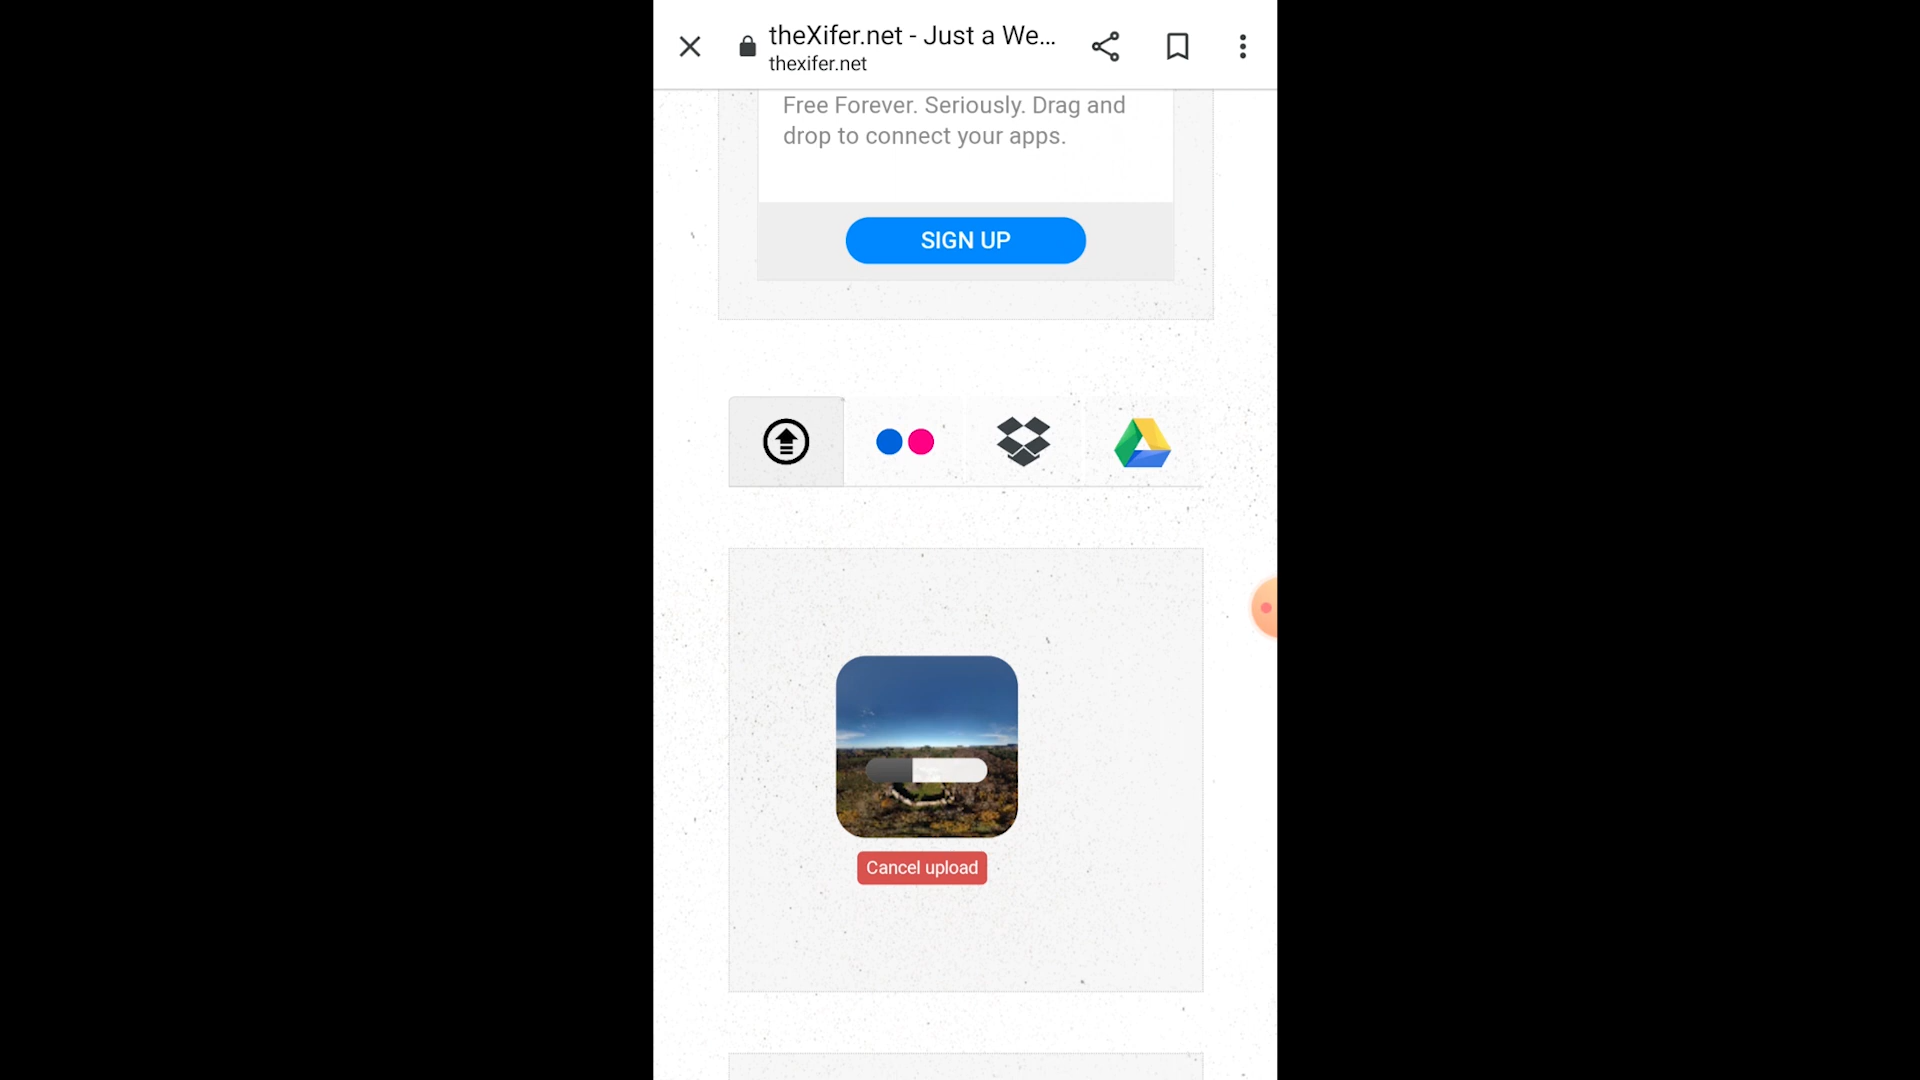 theXifer.net - Just a We...
thexifer.net
Free Forever. Seriously. Drag and
drop to connect your apps.
SIGN UP
Cancel upload